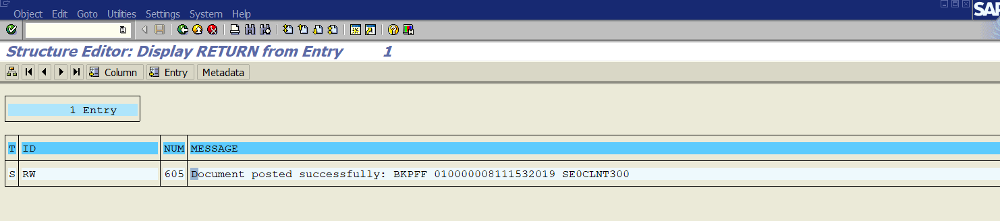 Object Edit Goto Utilities Settings System Help
SAP
Structure Editor: Display RETURN from Entry 1
Column Entry Metadata
1 Entry
T ID NUM MESSAGE
S RW 605 Document posted successfully: BKPFF 010000008111532019 SE0CLNT300